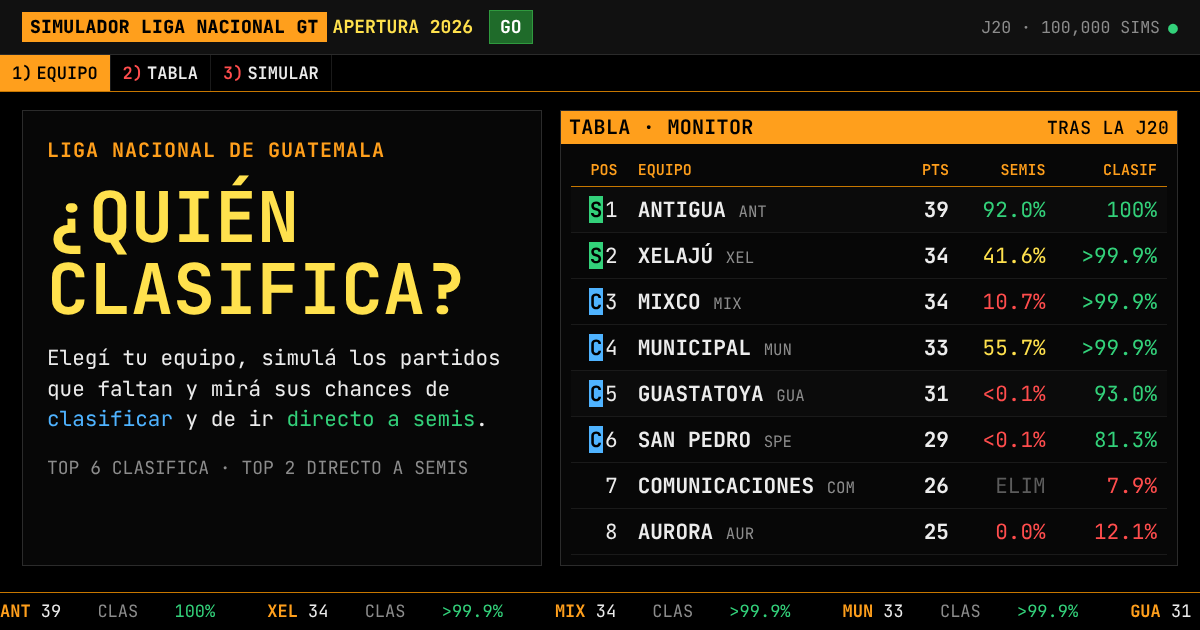 SIMULADOR LIGA NACIONAL GT APERTURA 2026 GO J20 · 100,000 SIMS
1) EQUIPO 2) TABLA 3) SIMULAR
LIGA NACIONAL DE GUATEMALA
¿QUIÉN
CLASIFICA?
Elegí tu equipo, simulá los partidos
que faltan y mirá sus chances de
clasificar y de ir directo a semis.
TOP 6 CLASIFICA · TOP 2 DIRECTO A SEMIS
TABLA · MONITOR TRAS LA J20
POS EQUIPO PTS SEMIS CLASIF
S 1 ANTIGUA ANT 39 92.0% 100%
S 2 XELAJÚ XEL 34 41.6% >99.9%
C 3 MIXCO MIX 34 10.7% >99.9%
C 4 MUNICIPAL MUN 33 55.7% >99.9%
C 5 GUASTATOYA GUA 31 <0.1% 93.0%
C 6 SAN PEDRO SPE 29 <0.1% 81.3%
7 COMUNICACIONES COM 26 ELIM 7.9%
8 AURORA AUR 25 0.0% 12.1%
ANT 39 CLAS 100% XEL 34 CLAS >99.9% MIX 34 CLAS >99.9% MUN 33 CLAS >99.9% GUA 31